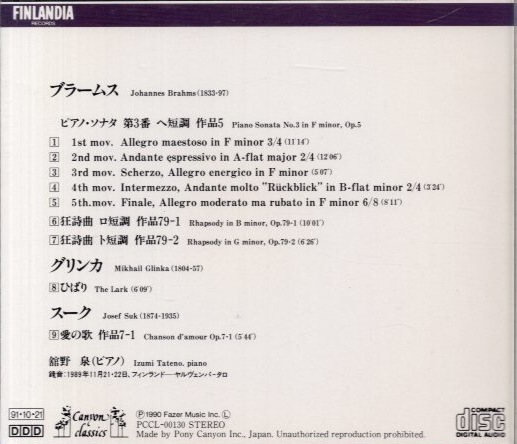 FINLANDIA
RECORDS
ブラームス Johannes Brahms (1833-97)
ピアノ・ソナタ 第3番 ヘ短調 作品5 Piano Sonata No.3 in F minor, Op.5
1 1st mov. Allegro maestoso in F minor 3/4 (11'14")
2 2nd mov. Andante espressivo in A-flat major 2/4 (12'06")
3 3rd mov. Scherzo, Allegro energico in F minor (5'07")
4 4th mov. Intermezzo, Andante molto "Rückblick" in B-flat minor 2/4 (3'24")
5 5th.mov. Finale, Allegro moderato ma rubato in F minor 6/8 (8'11")
6 狂詩曲 ロ短調 作品79-1 Rhapsody in B minor, Op.79-1 (10'01")
7 狂詩曲 ト短調 作品79-2 Rhapsody in G minor, Op.79-2 (6'26")
グリンカ Mikhail Glinka (1804-57)
8 ひばり The Lark (6'09")
スーク Josef Suk (1874-1935)
9 愛の歌 作品7-1 Chanson d'amour Op.7-1 (5'44")
舘野 泉(ピアノ) Izumi Tateno, piano
録音:1989年11月21-22日、フィンランド—ヤルヴェンパータロ
91·10·21
DDD
Canyon classics
℗ 1990 Fazer Music Inc. Ⓛ
PCCL-00130 STEREO
Made by Pony Canyon Inc., Japan. Unauthorized reproduction prohibited.
COMPACT
disc
DIGITAL AUDIO